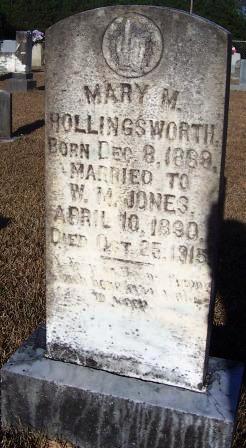 MARY M.
HOLLINGSWORTH.
BORN DEC. 8, 1869.
MARRIED TO
W. M. JONES.
APRIL 10, 1890.
DIED OCT. 25, 1915.